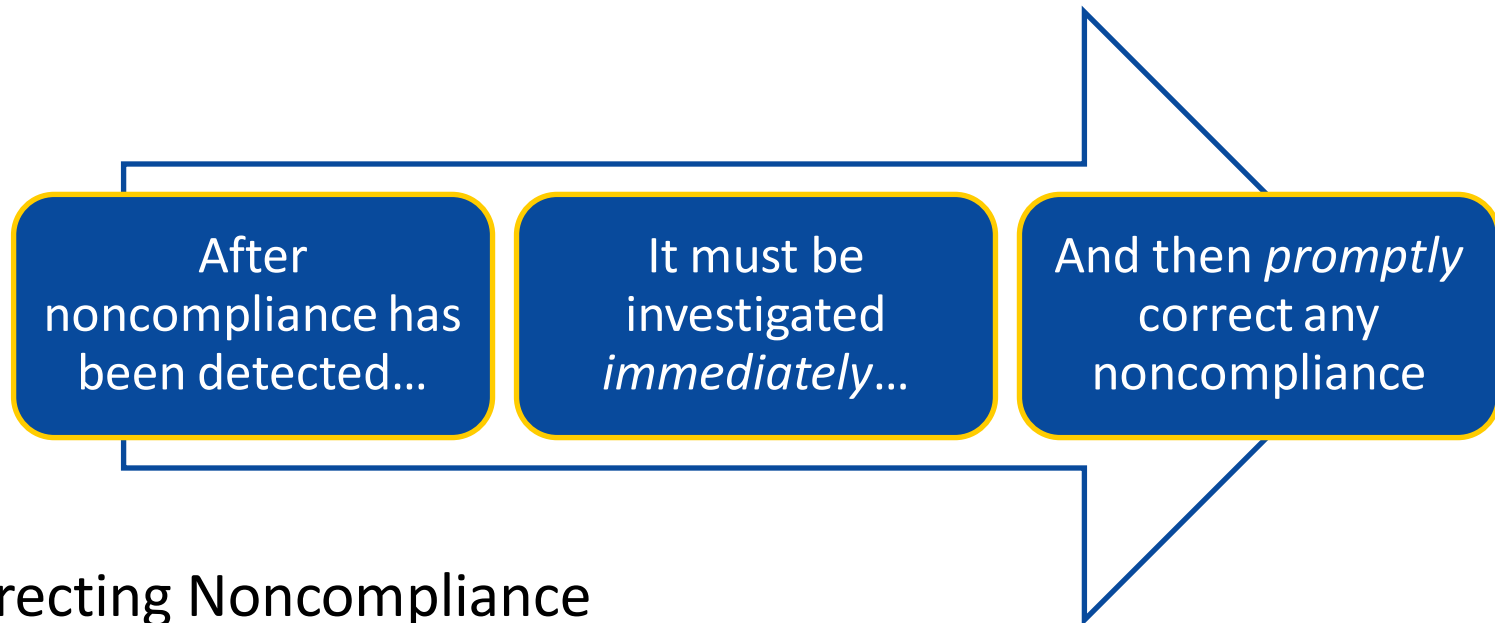 After
noncompliance has
been detected…
It must be
investigated
immediately…
And then promptly
correct any
noncompliance
recting Noncompliance